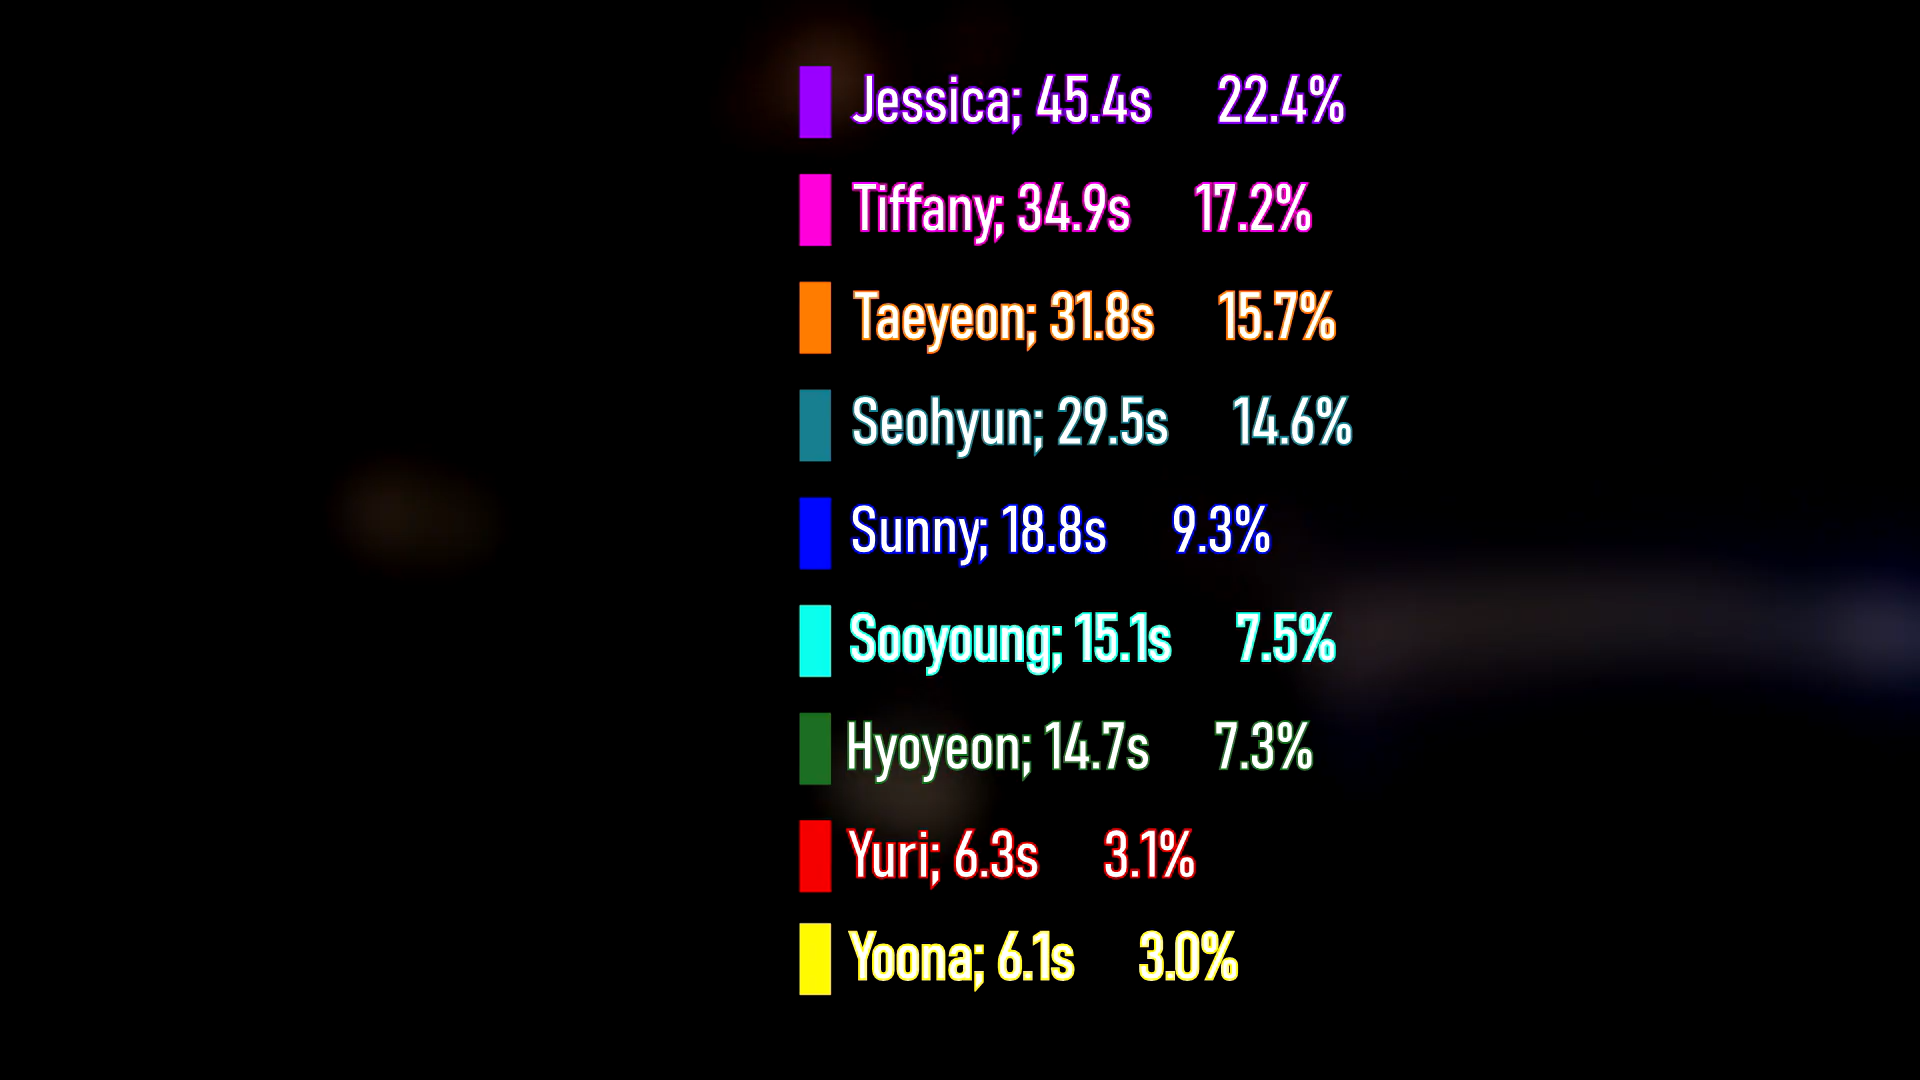 Jessica; 45.4s 22.4%
Tiffany; 34.9s 17.2%
Taeyeon; 31.8s 15.7%
Seohyun; 29.5s 14.6%
Sunny; 18.8s 9.3%
Sooyoung; 15.1s 7.5%
Hyoyeon; 14.7s 7.3%
Yuri; 6.3s 3.1%
Yoona; 6.1s 3.0%